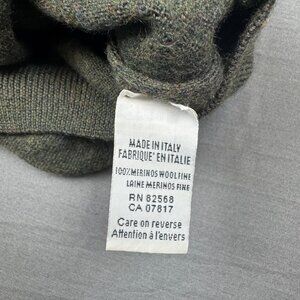 MADE IN ITALY
FABRIQUÉ EN ITALIE
100% MERINOS WOOL FINE
LAINE MERINOS FINE
RN 82568
CA 07817
Care on reverse
Attention à l'envers